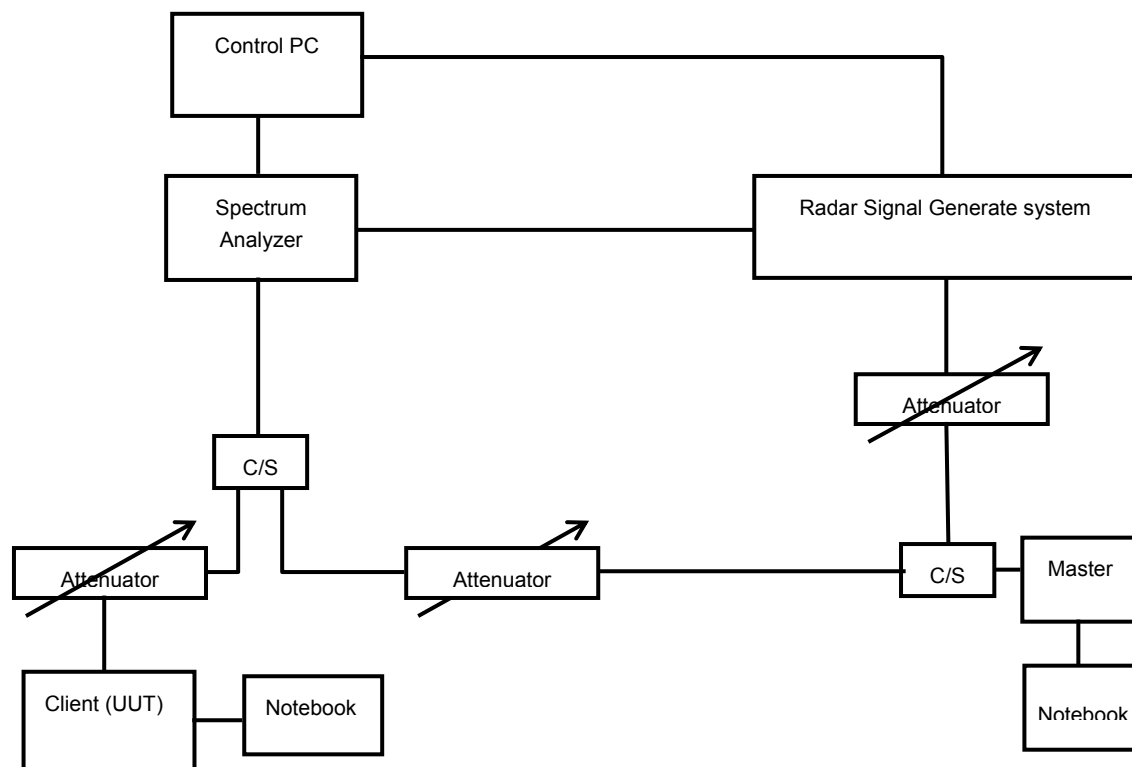 Control PC
Spectrum
Analyzer
Radar Signal Generate system
Attenuator
C/S
Attenuator
Attenuator
C/S
Master
Client (UUT)
Notebook
Notebook